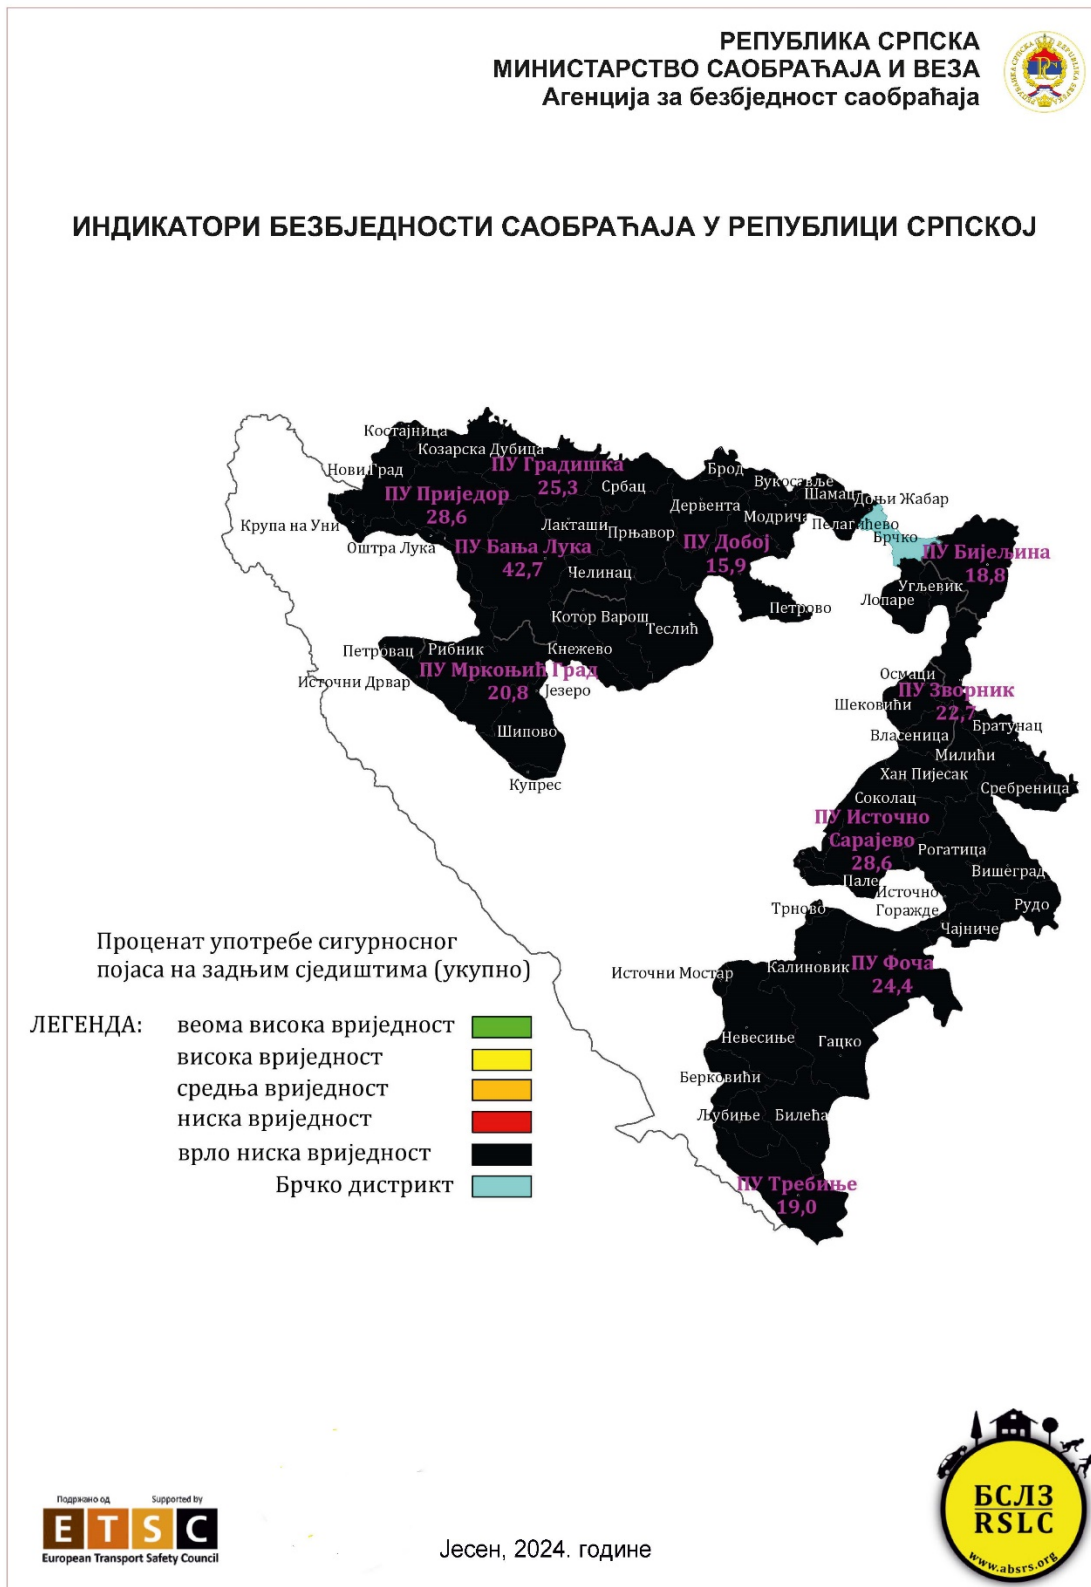 РЕПУБЛИКА СРПСКА
МИНИСТАРСТВО САОБРАЋАЈА И ВЕЗА
Агенција за безбједност саобраћаја
ИНДИКАТОРИ БЕЗБЈЕДНОСТИ САОБРАЋАЈА У РЕПУБЛИЦИ СРПСКОЈ
Костајница
Козарска Дубица
Нови Град
ПУ Градишка
25,3
Србац
Брод
Вукосавље
Шамац
Доњи Жабар
ПУ Приједор
28,6
Дервента
Модрича
Пелагићево
Брчко
Крупа на Уни
Оштра Лука
Лакташи
Прњавор
ПУ Бања Лука
42,7
ПУ Добој
15,9
ПУ Бијељина
18,8
Челинац
Угљевик
Лопаре
Петрово
Котор Варош
Теслић
Кнежево
Петровац
Рибник
Источни Дрвар
ПУ Мркоњић Град
20,8
Језеро
Шипово
Купрес
Осмаци
ПУ Зворник
22,7
Шековићи
Братунац
Власеница
Милићи
Хан Пијесак
Сребреница
Соколац
ПУ Источно
Сарајево
28,6
Рогатица
Вишеград
Пале
Источно
Горажде
Рудо
Трново
Чајниче
Калиновик
ПУ Фоча
24,4
Источни Мостар
Невесиње
Гацко
Берковићи
Љубиње
Билећа
ПУ Требиње
19,0
Проценат употребе сигурносног
појаса на задњим сједиштима (укупно)
ЛЕГЕНДА:
веома висока вриједност
висока вриједност
средња вриједност
ниска вриједност
врло ниска вриједност
Брчко дистрикт
Подржано од Supported by
ETSC
European Transport Safety Council
Јесен, 2024. године
БСЛЗ
RSLC
www.absrs.org